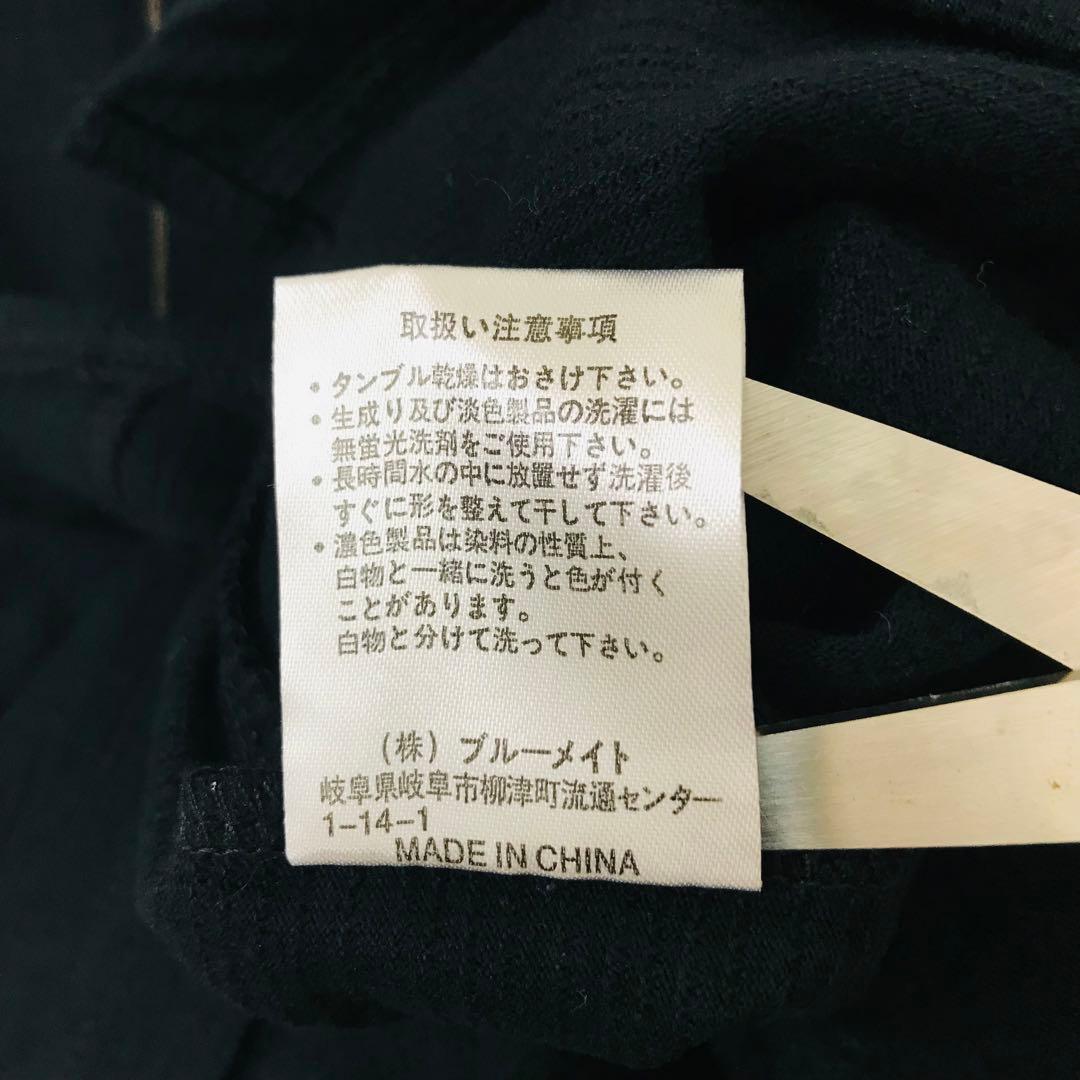 取扱い注意事項
・タンブル乾燥はおさけ下さい。
・生成り及び淡色製品の洗濯には
無蛍光洗剤をご使用下さい。
・長時間水の中に放置せず洗濯後
すぐに形を整えて干して下さい。
・濃色製品は染料の性質上、
白物と一緒に洗うと色が付く
ことがあります。
白物と分けて洗って下さい。
(株) ブルーメイト
岐阜県岐阜市柳津町流通センター
1-14-1
MADE IN CHINA